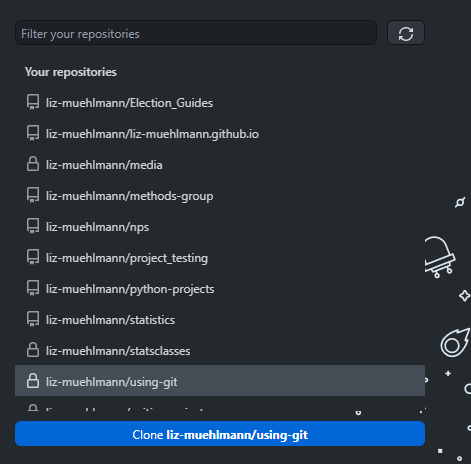 Filter your repositories
Your repositories
liz-muehlmann/Election_Guides
liz-muehlmann/liz-muehlmann.github.io
liz-muehlmann/media
liz-muehlmann/methods-group
liz-muehlmann/nps
liz-muehlmann/project_testing
liz-muehlmann/python-projects
liz-muehlmann/statistics
liz-muehlmann/statsclasses
liz-muehlmann/using-git
Clone liz-muehlmann/using-git